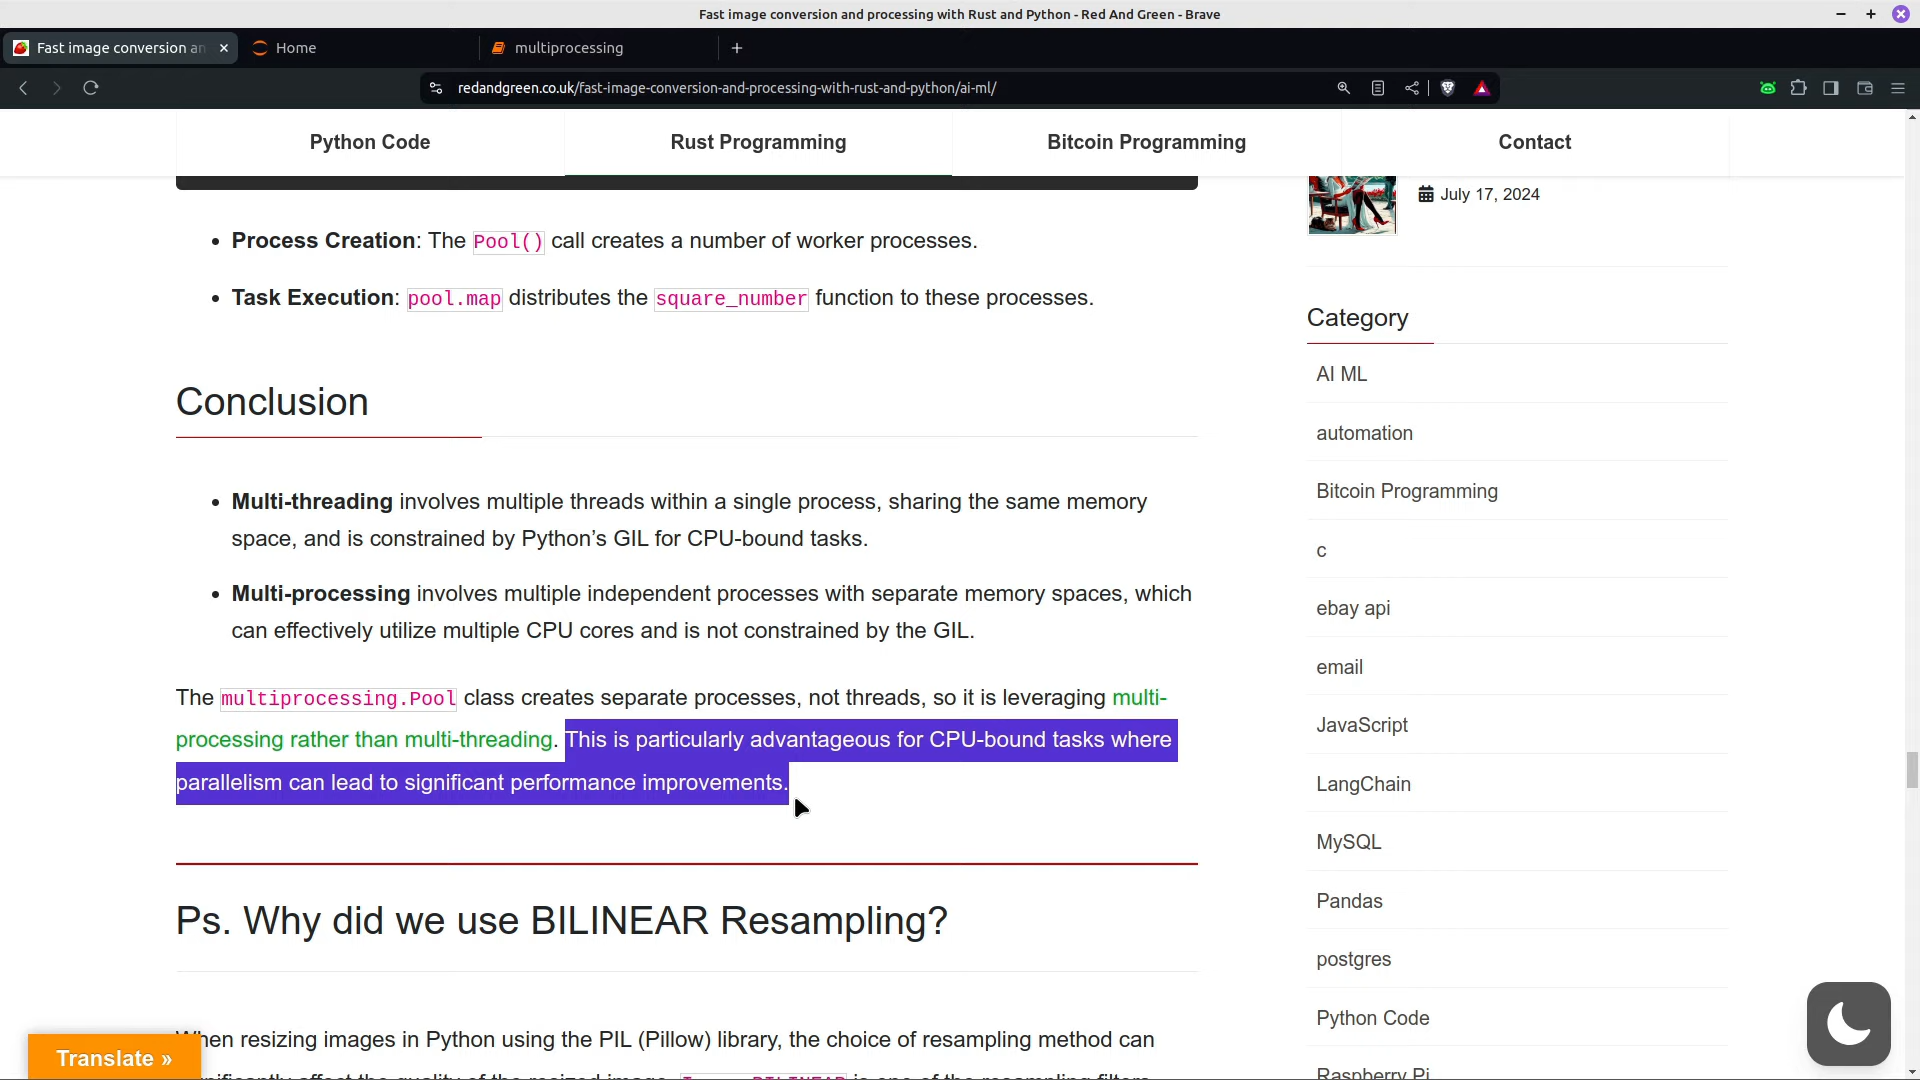 Fast image conversion and processing with Rust and Python - Red And Green - Brave
Fast image conversion an
Home
multiprocessing
redandgreen.co.uk/fast-image-conversion-and-processing-with-rust-and-python/ai-ml/
Python Code
Rust Programming
Bitcoin Programming
Contact
• Process Creation: The Pool() call creates a number of worker processes.
• Task Execution: pool.map distributes the square_number function to these processes.
Conclusion
• Multi-threading involves multiple threads within a single process, sharing the same memory
space, and is constrained by Python’s GIL for CPU-bound tasks.
• Multi-processing involves multiple independent processes with separate memory spaces, which
can effectively utilize multiple CPU cores and is not constrained by the GIL.
The multiprocessing.Pool class creates separate processes, not threads, so it is leveraging multi-
processing rather than multi-threading. This is particularly advantageous for CPU-bound tasks where
parallelism can lead to significant performance improvements.
Ps. Why did we use BILINEAR Resampling?
When resizing images in Python using the PIL (Pillow) library, the choice of resampling method can
July 17, 2024
Category
AI ML
automation
Bitcoin Programming
c
ebay api
email
JavaScript
LangChain
MySQL
Pandas
postgres
Python Code
Raspberry Pi
Translate »